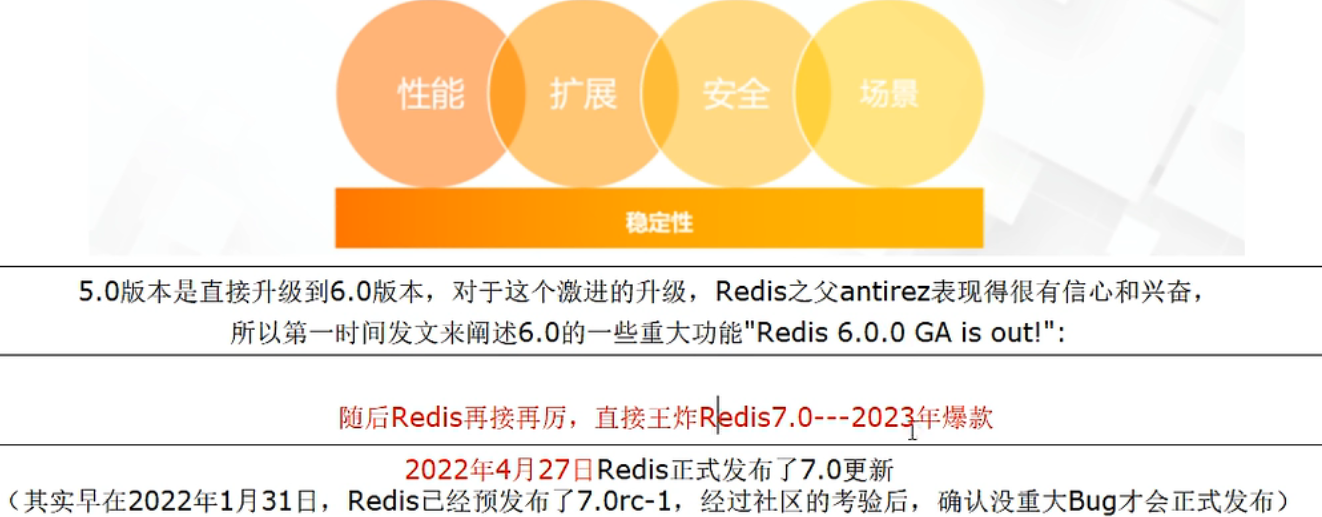 性能 扩展 安全 场景
稳定性
5.0版本是直接升级到6.0版本，对于这个激进的升级，Redis之父antirez表现得很有信心和兴奋，
所以第一时间发文来阐述6.0的一些重大功能"Redis 6.0.0 GA is out!":
随后Redis再接再厉，直接王炸Redis7.0---2023年爆款
2022年4月27日Redis正式发布了7.0更新
（其实早在2022年1月31日，Redis已经预发布了7.0rc-1，经过社区的考验后，确认没重大Bug才会正式发布）